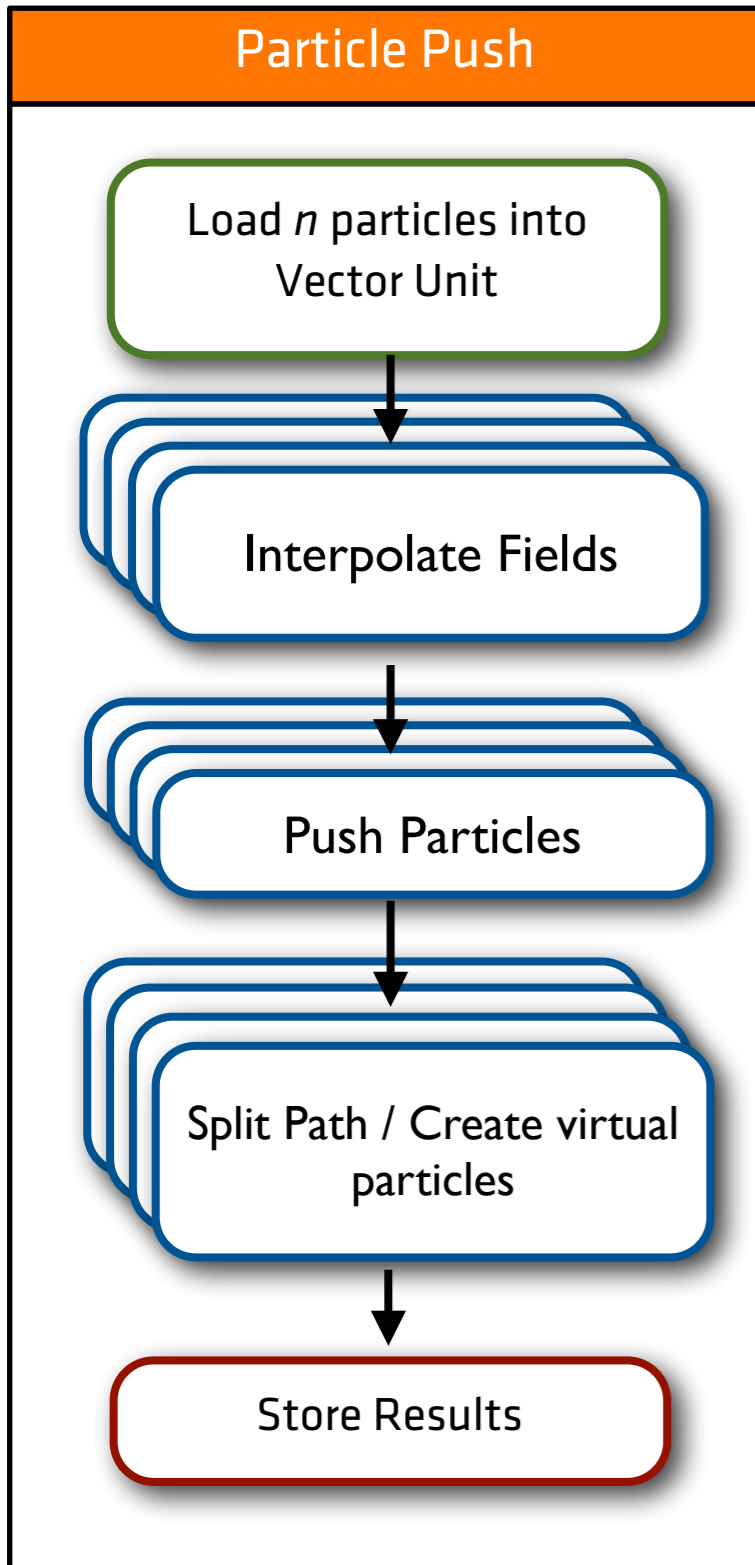 Particle Push
Load n particles into
Vector Unit
Interpolate Fields
Push Particles
Split Path / Create virtual
particles
Store Results